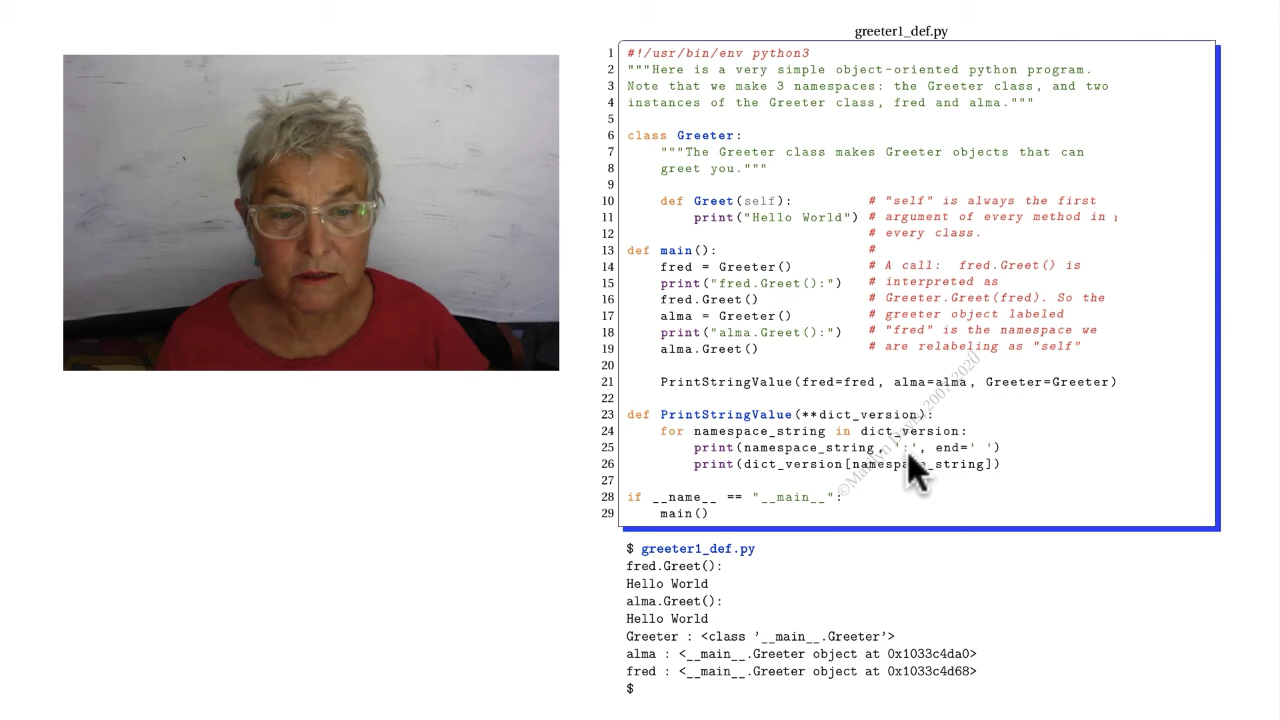 greeter1_def.py
1 #!/usr/bin/env python3
2 """Here is a very simple object-oriented python program.
3 Note that we make 3 namespaces: the Greeter class, and two
4 instances of the Greeter class, fred and alma."""
5
6 class Greeter:
7 """The Greeter class makes Greeter objects that can
8 greet you."""
9
10 def Greet(self): # "self" is always the first
11 print("Hello World") # argument of every method in
12 # every class.
13 def main(): #
14 fred = Greeter() # A call: fred.Greet() is
15 print("fred.Greet():") # interpreted as
16 fred.Greet() # Greeter.Greet(fred). So the
17 alma = Greeter() # greeter object labeled
18 print("alma.Greet():") # "fred" is the namespace we
19 alma.Greet() # are relabeling as "self"
20
21 PrintStringValue(fred=fred, alma=alma, Greeter=Greeter)
22
23 def PrintStringValue(**dict_version):
24 for namespace_string in dict_version:
25 print(namespace_string, ':', end=' ')
26 print(dict_version[namespace_string])
27
28 if __name__ == "__main__":
29 main()
$ greeter1_def.py
fred.Greet():
Hello World
alma.Greet():
Hello World
Greeter : <class '__main__.Greeter'>
alma : <__main__.Greeter object at 0x1033c4da0>
fred : <__main__.Greeter object at 0x1033c4d68>
$